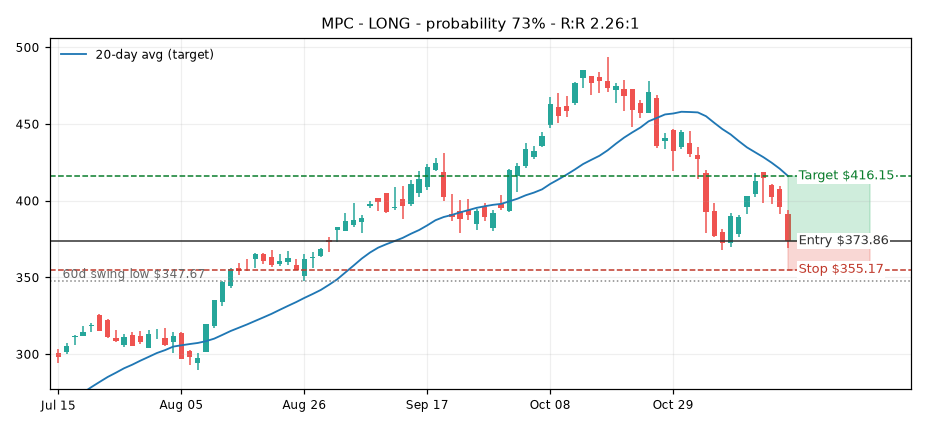 MPC - LONG - probability 73% - R:R 2.26:1
20-day avg (target)
500
450
400
350
300
Target $416.15
Entry $373.86
Stop $355.17
60d swing low $347.67
Jul 15
Aug 05
Aug 26
Sep 17
Oct 08
Oct 29